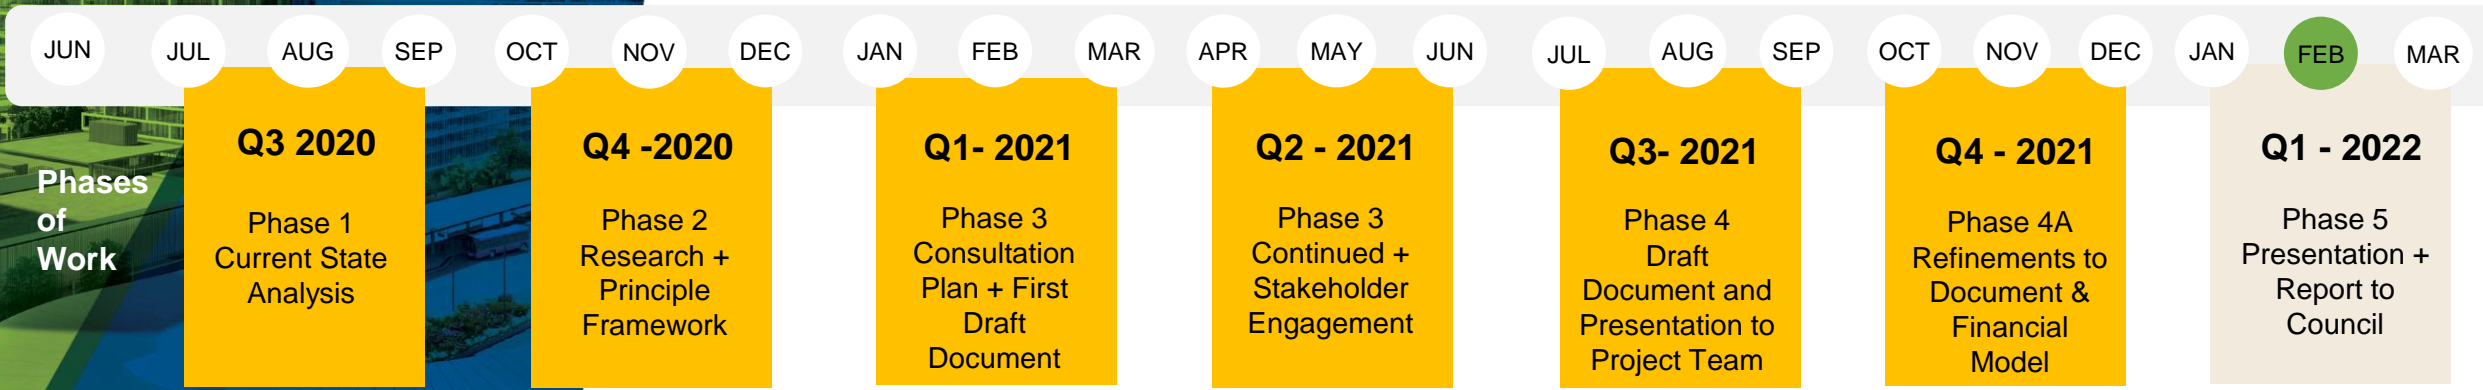 JUN JUL AUG SEP OCT NOV DEC JAN FEB MAR APR MAY JUN JUL AUG SEP OCT NOV DEC JAN FEB MAR
Phases
of
Work
Q3 2020
Phase 1
Current State
Analysis
Q4 -2020
Phase 2
Research +
Principle
Framework
Q1- 2021
Phase 3
Consultation
Plan + First
Draft
Document
Q2 - 2021
Phase 3
Continued +
Stakeholder
Engagement
Q3- 2021
Phase 4
Draft
Document and
Presentation to
Project Team
Q4 - 2021
Phase 4A
Refinements to
Document &
Financial
Model
Q1 - 2022
Phase 5
Presentation +
Report to
Council